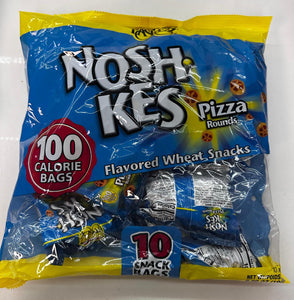 NOSH·
KES
Pizza
Rounds
100
CALORIE
BAGS
Flavored Wheat Snacks
10
SNACK
BAGS